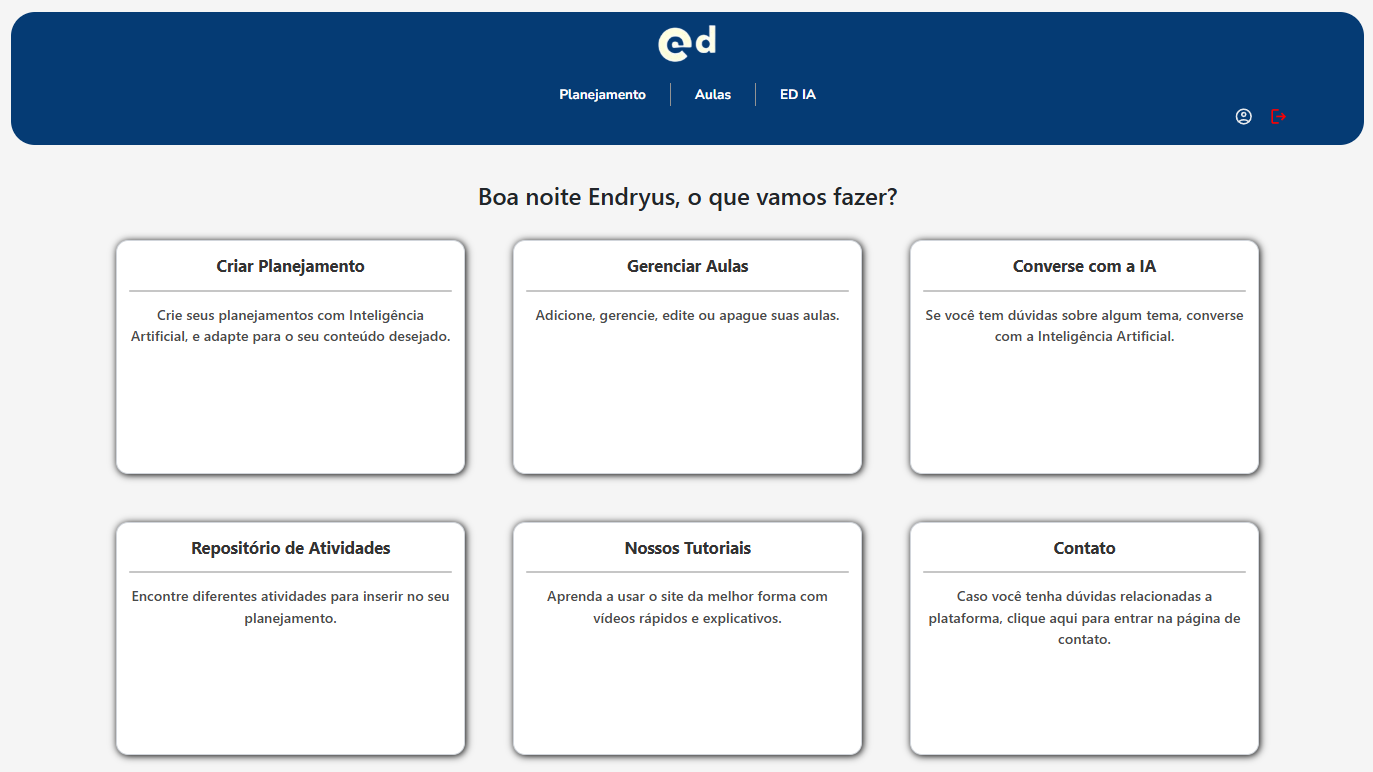 ed
Planejamento
Aulas
ED IA
Boa noite Endryus, o que vamos fazer?
Criar Planejamento
Crie seus planejamentos com Inteligência
Artificial, e adapte para o seu conteúdo desejado.
Gerenciar Aulas
Adicione, gerencie, edite ou apague suas aulas.
Converse com a IA
Se você tem dúvidas sobre algum tema, converse
com a Inteligência Artificial.
Repositório de Atividades
Encontre diferentes atividades para inserir no seu
planejamento.
Nossos Tutoriais
Aprenda a usar o site da melhor forma com
vídeos rápidos e explicativos.
Contato
Caso você tenha dúvidas relacionadas a
plataforma, clique aqui para entrar na página de
contato.